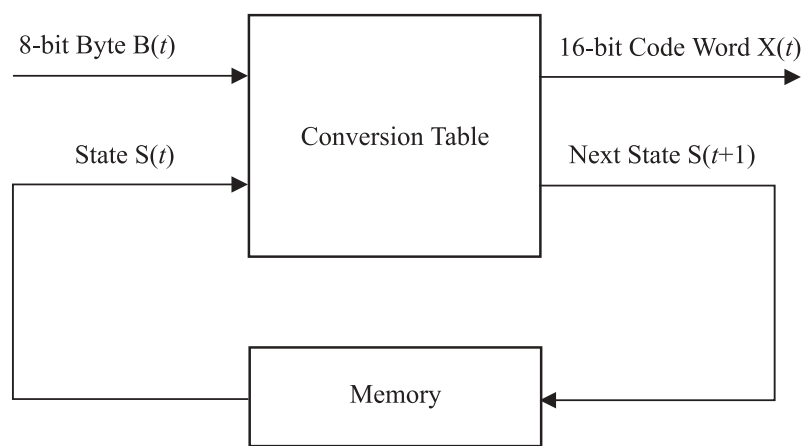 8-bit Byte B(t)
16-bit Code Word X(t)
Conversion Table
State S(t)
Next State S(t+1)
Memory